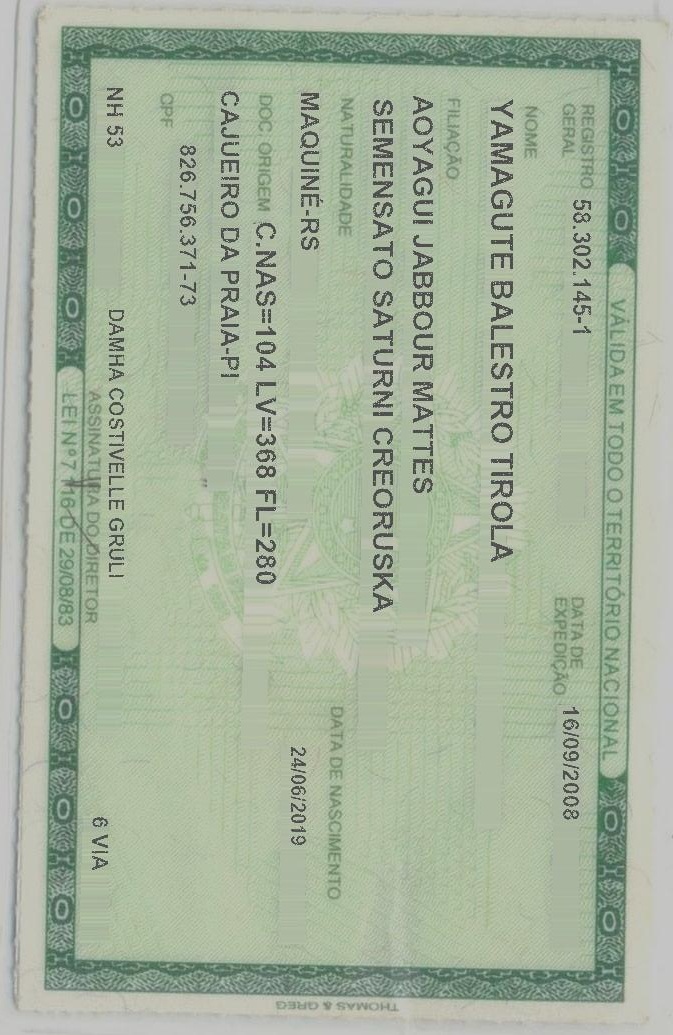 VÁLIDA EM TODO O TERRITÓRIO NACIONAL
REGISTRO GERAL 58.302.145-1 DATA DE EXPEDIÇÃO 16/09/2008
NOME
YAMAGUTE BALESTRO TIROLA
FILIAÇÃO
AOYAGUI JABBOUR MATTES
SEMENSATO SATURNI CREORUSKA
NATURALIDADE DATA DE NASCIMENTO
MAQUINÉ-RS 24/06/2019
DOC. ORIGEM C.NAS=104 LV=368 FL=280
CAJUEIRO DA PRAIA-PI
CPF 826.756.371-73
NH 53 DAMHA COSTIVELLE GRULI 6 VIA
ASSINATURA DO DIRETOR
LEI Nº 7 116 DE 29/08/83
THOMAS & GREG